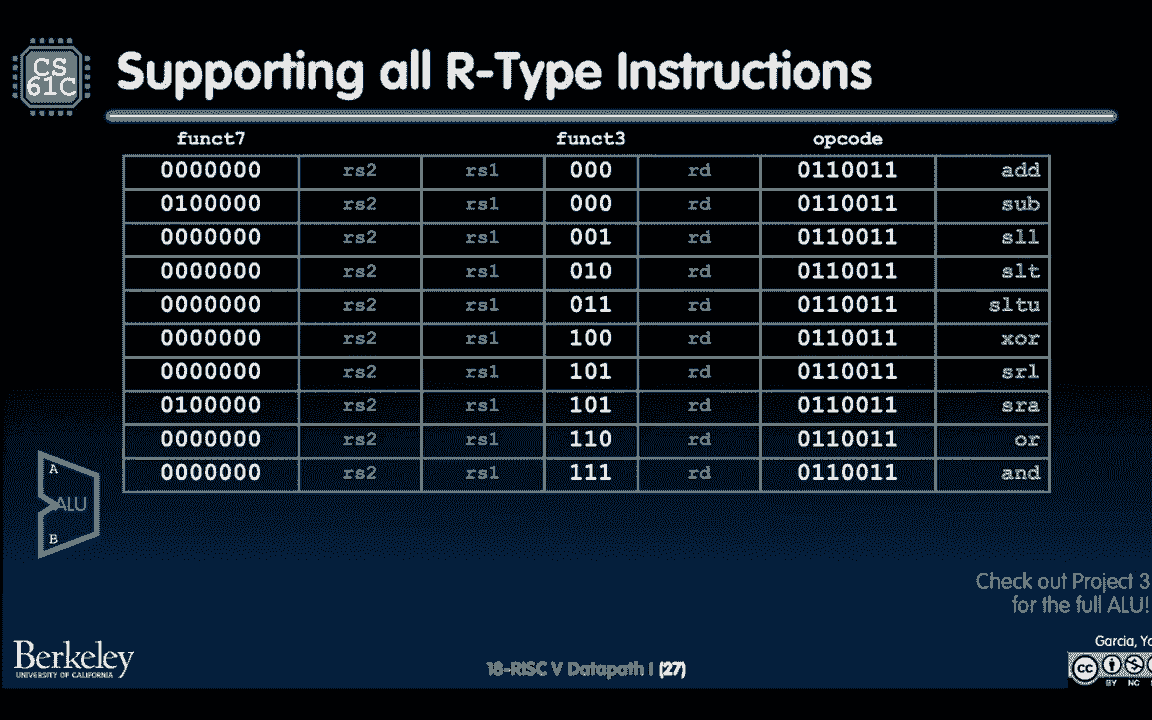 CS
61C
Supporting all R-Type Instructions
funct7 funct3 opcode
0000000 rs2 rs1 000 rd 0110011 add
0100000 rs2 rs1 000 rd 0110011 sub
0000000 rs2 rs1 001 rd 0110011 sll
0000000 rs2 rs1 010 rd 0110011 slt
0000000 rs2 rs1 011 rd 0110011 sltu
0000000 rs2 rs1 100 rd 0110011 xor
0000000 rs2 rs1 101 rd 0110011 srl
0100000 rs2 rs1 101 rd 0110011 sra
0000000 rs2 rs1 110 rd 0110011 or
0000000 rs2 rs1 111 rd 0110011 and
A
ALU
B
Check out Project 3
for the full ALU!
Berkeley
UNIVERSITY OF CALIFORNIA
18-RISC V Datapath I (27)
Garcia,
cc
BY NC